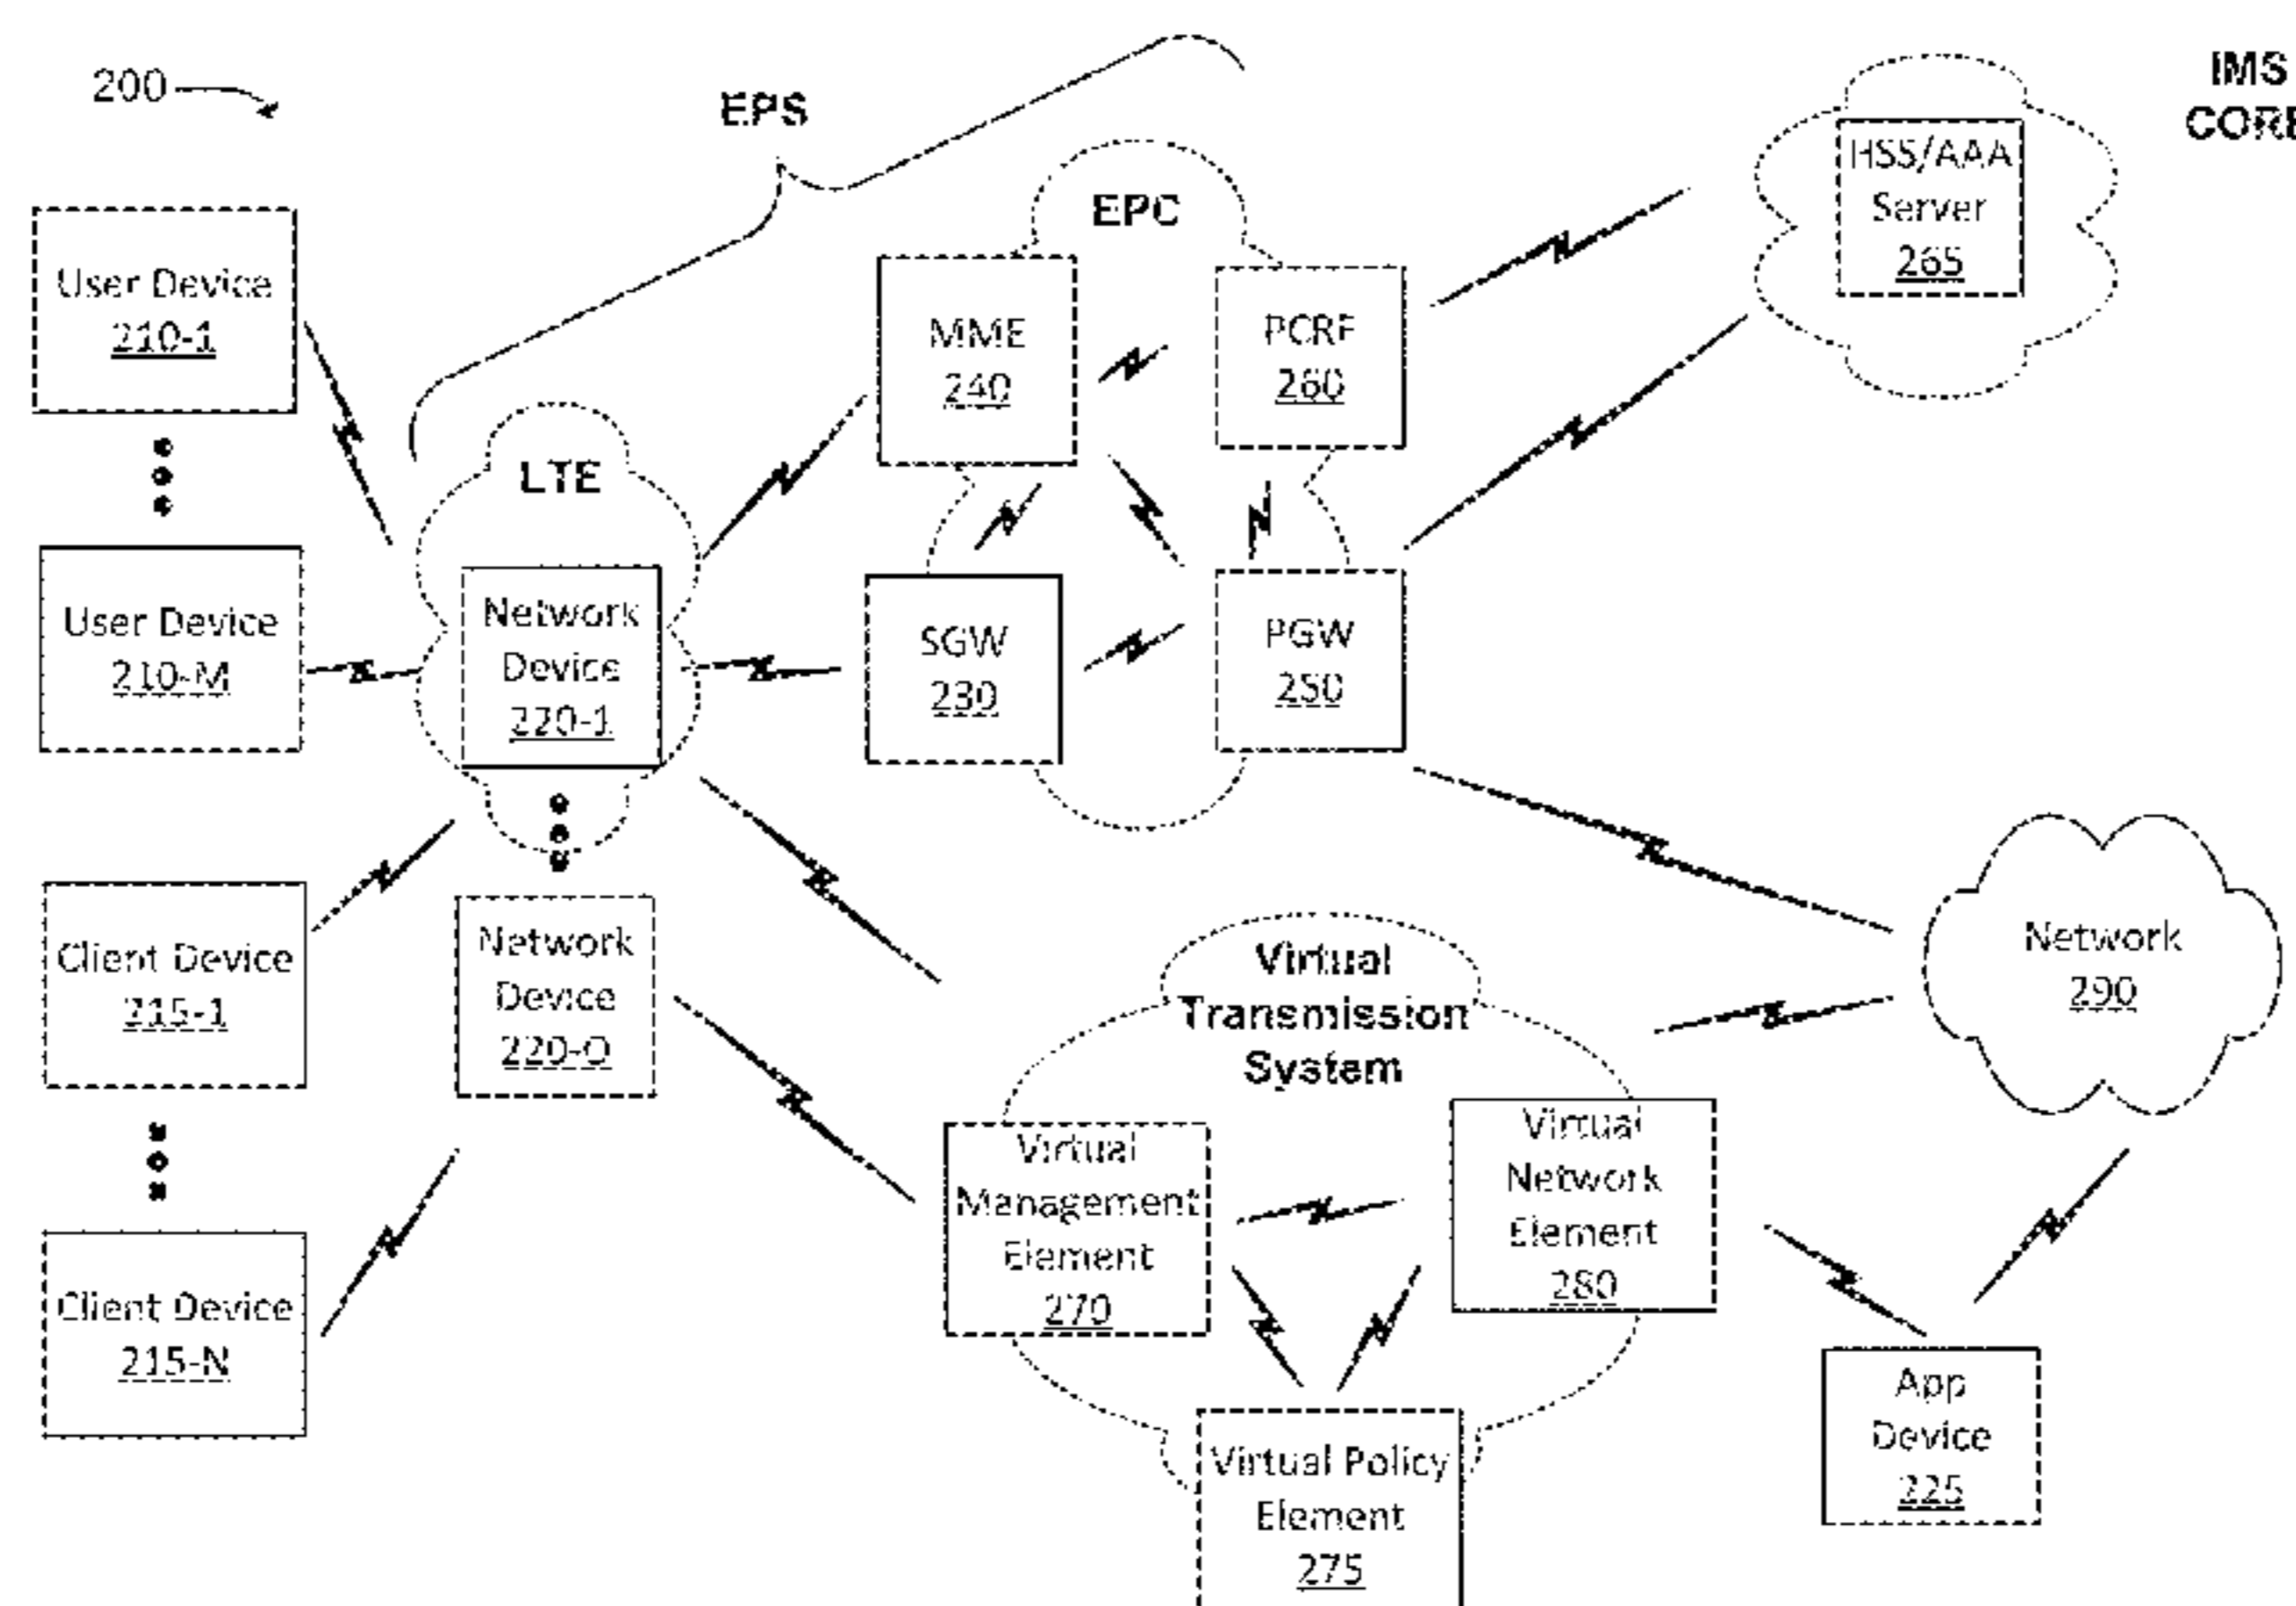 200
EPS
IMS
CORE
HSS/AAA
Server
265
EPC
User Device
210-1
MME
240
PCRF
260
LTE
User Device
210-M
Network
Device
220-1
SGW
230
PGW
250
Client Device
215-1
Network
Device
220-O
Virtual
Transmission
System
Network
290
Virtual
Management
Element
270
Virtual
Network
Element
280
Client Device
215-N
App
Device
225
Virtual Policy
Element
275